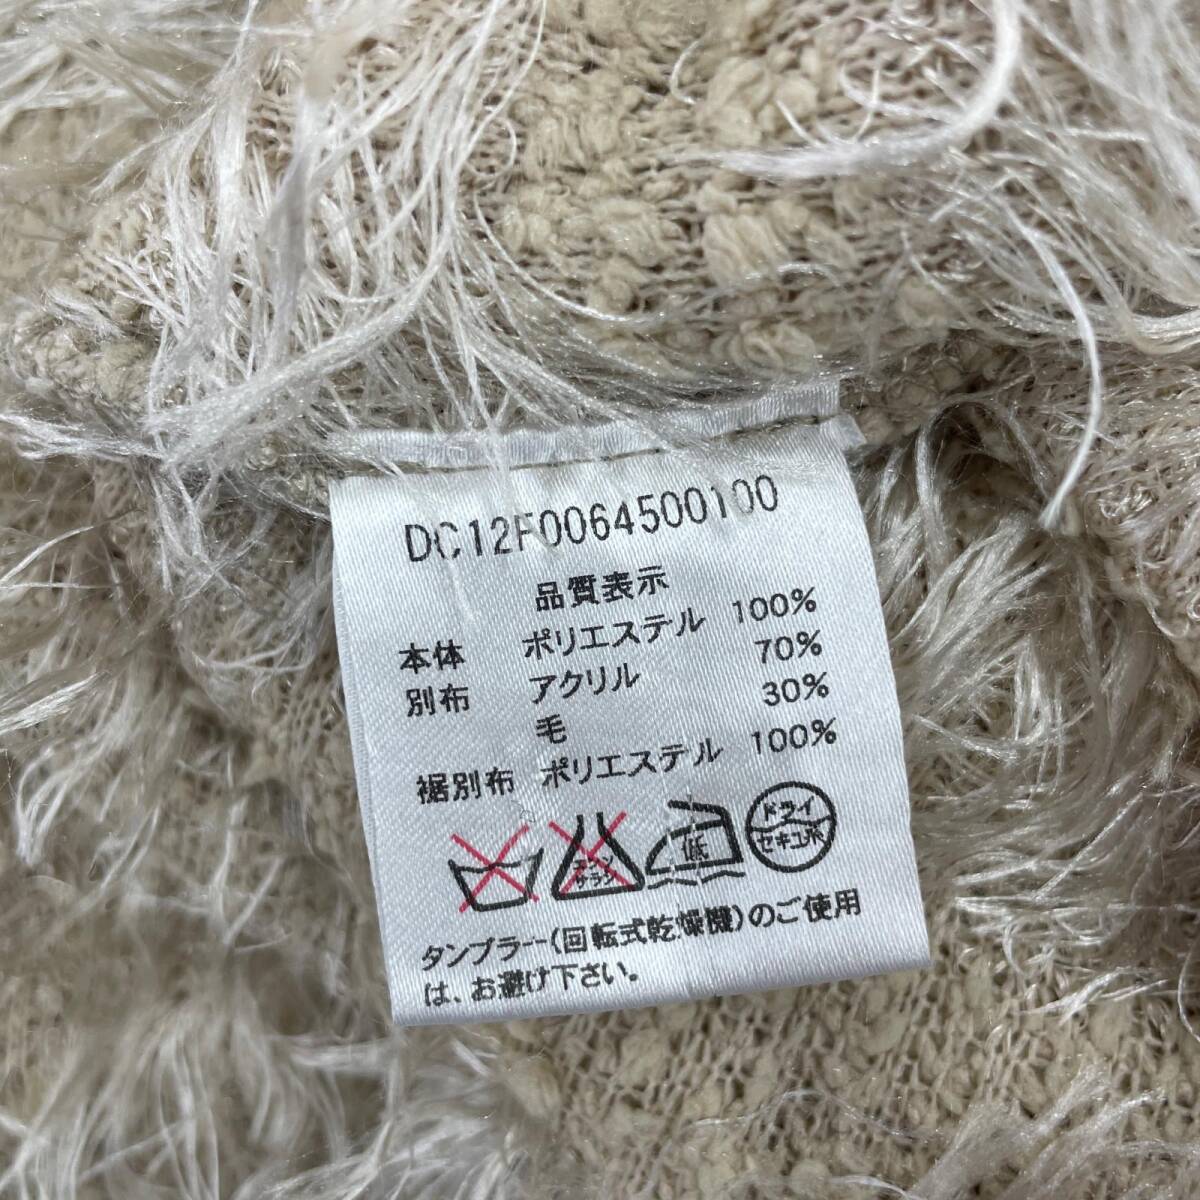 DC12F0064500100
品質表示
本体 ポリエステル 100%
別布 アクリル 70%
毛 30%
裾別布 ポリエステル 100%
エンソ
サラシ
低
ドライ
セキユ系
タンブラー(回転式乾燥機)のご使用
は、お避け下さい。